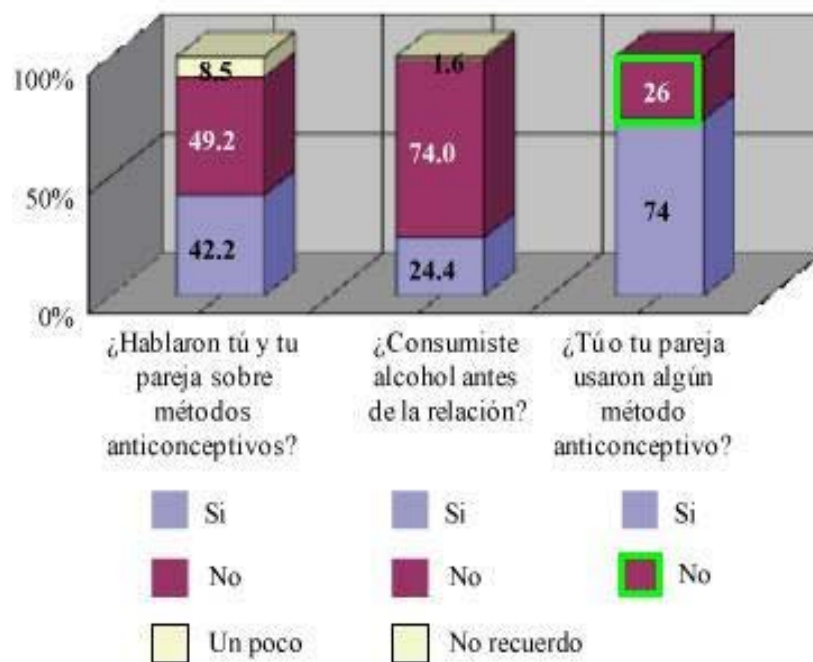 100%
50%
0%
8.5
49.2
42.2
1.6
74.0
24.4
26
74
¿Hablaron tú y tu
pareja sobre
métodos
anticonceptivos?
¿Consumiste
alcohol antes
de la relación?
¿Tú o tu pareja
usaron algún
método
anticonceptivo?
Si
No
Un poco
Si
No
No recuerdo
Si
No